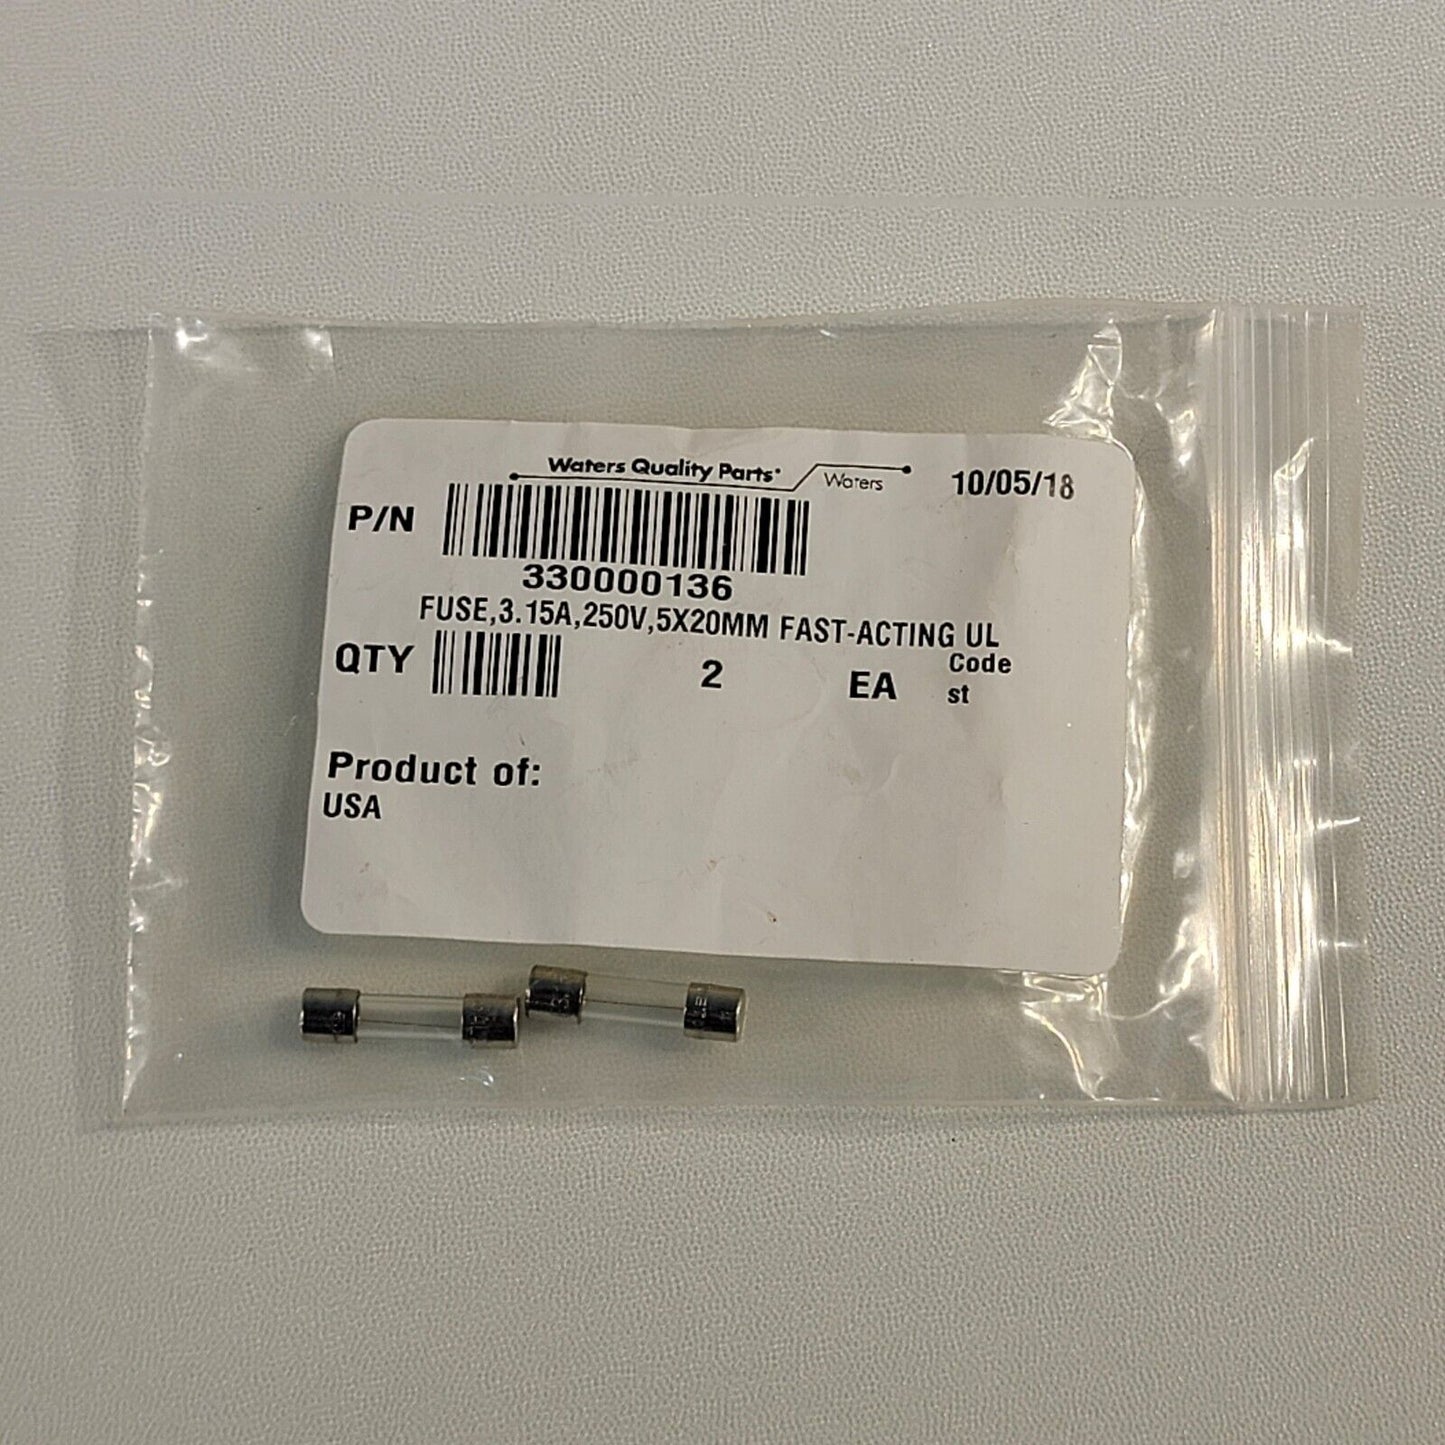 Waters Quality Parts
Waters
10/05/18
P/N
330000136
FUSE,3.15A,250V,5X20MM FAST-ACTING UL
QTY 2 EA
Code
st
Product of:
USA